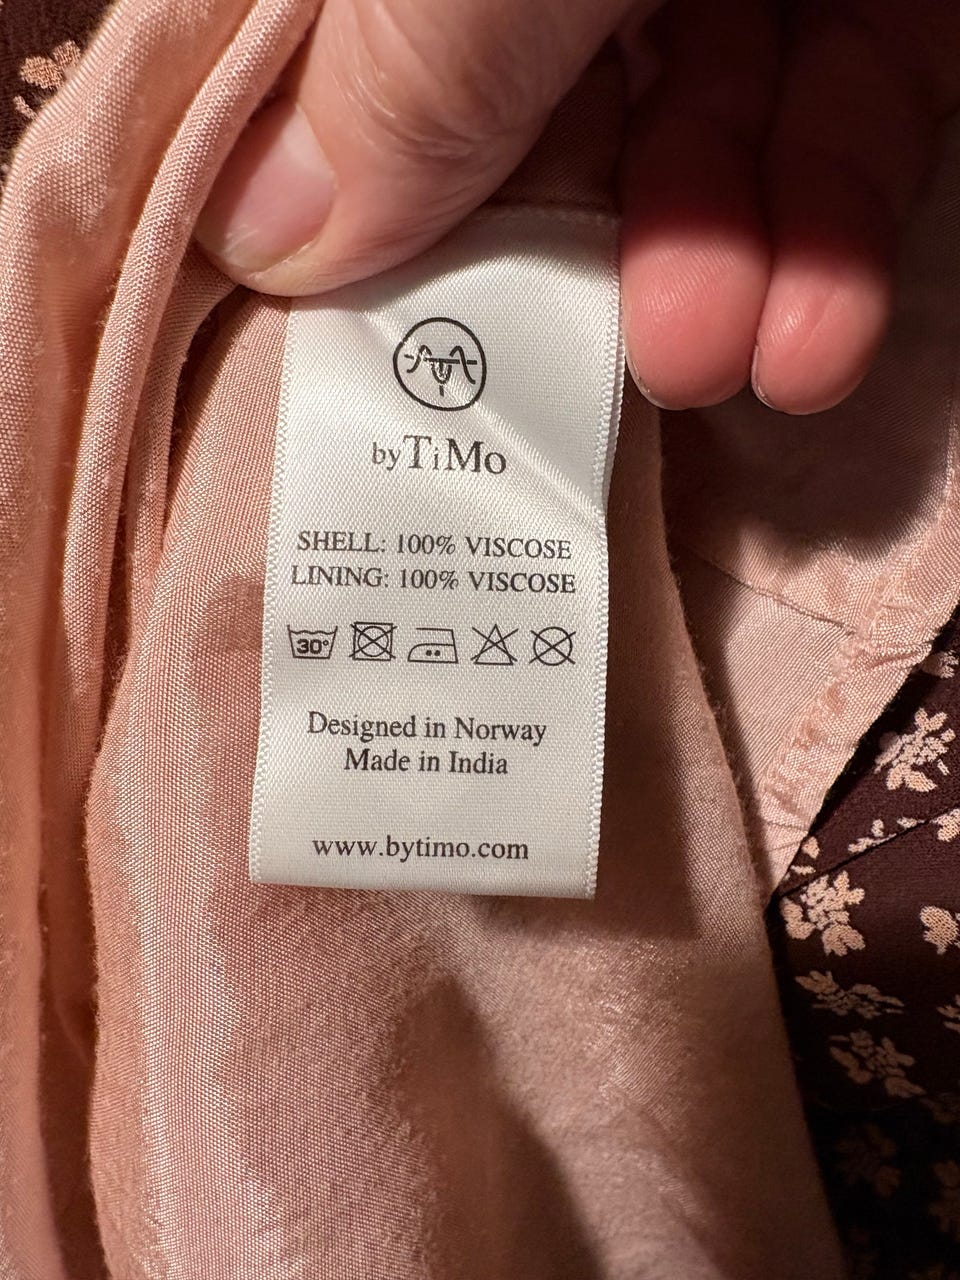 byTiMo
SHELL: 100% VISCOSE
LINING: 100% VISCOSE
30°
Designed in Norway
Made in India
www.bytimo.com